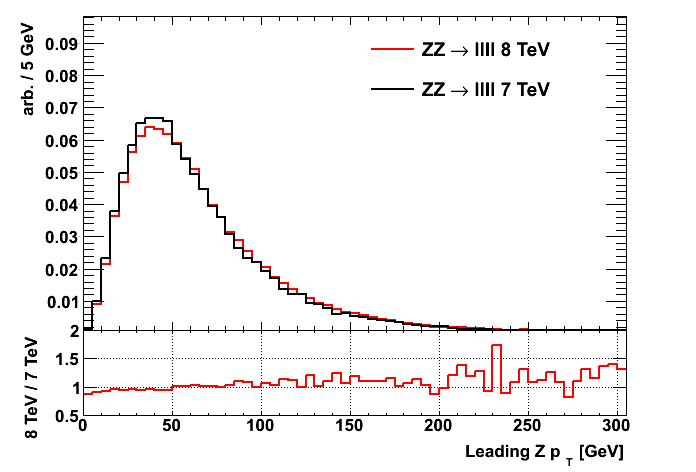 arb. / 5 GeV
0.09
0.08
0.07
0.06
0.05
0.04
0.03
0.02
0.01
ZZ → llll 8 TeV
ZZ → llll 7 TeV
8 TeV / 7 TeV
2
1.5
1
0.5
0 50 100 150 200 250 300
Leading Z p T [GeV]